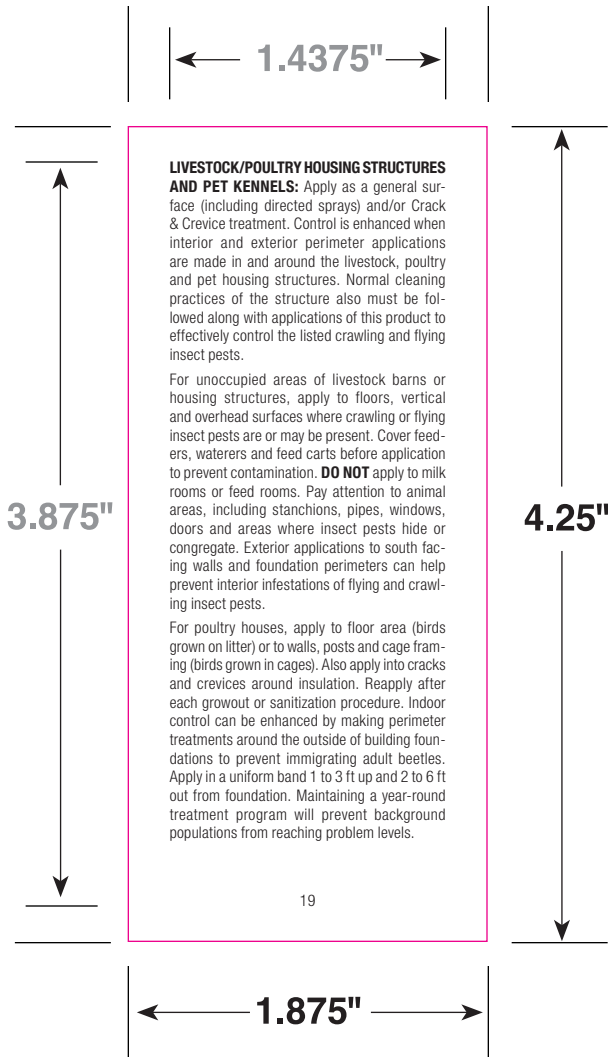 1.4375"
LIVESTOCK/POULTRY HOUSING STRUCTURES
AND PET KENNELS: Apply as a general sur-
face (including directed sprays) and/or Crack
& Crevice treatment. Control is enhanced when
interior and exterior perimeter applications
are made in and around the livestock, poultry
and pet housing structures. Normal cleaning
practices of the structure also must be fol-
lowed along with applications of this product to
effectively control the listed crawling and flying
insect pests.
For unoccupied areas of livestock barns or
housing structures, apply to floors, vertical
and overhead surfaces where crawling or flying
insect pests are or may be present. Cover feed-
ers, waterers and feed carts before application
to prevent contamination. DO NOT apply to milk
rooms or feed rooms. Pay attention to animal
areas, including stanchions, pipes, windows,
doors and areas where insect pests hide or
congregate. Exterior applications to south fac-
ing walls and foundation perimeters can help
prevent interior infestations of flying and crawl-
ing insect pests.
For poultry houses, apply to floor area (birds
grown on litter) or to walls, posts and cage fram-
ing (birds grown in cages). Also apply into cracks
and crevices around insulation. Reapply after
each growout or sanitization procedure. Indoor
control can be enhanced by making perimeter
treatments around the outside of building foun-
dations to prevent immigrating adult beetles.
Apply in a uniform band 1 to 3 ft up and 2 to 6 ft
out from foundation. Maintaining a year-round
treatment program will prevent background
populations from reaching problem levels.
19
3.875"
4.25"
1.875"